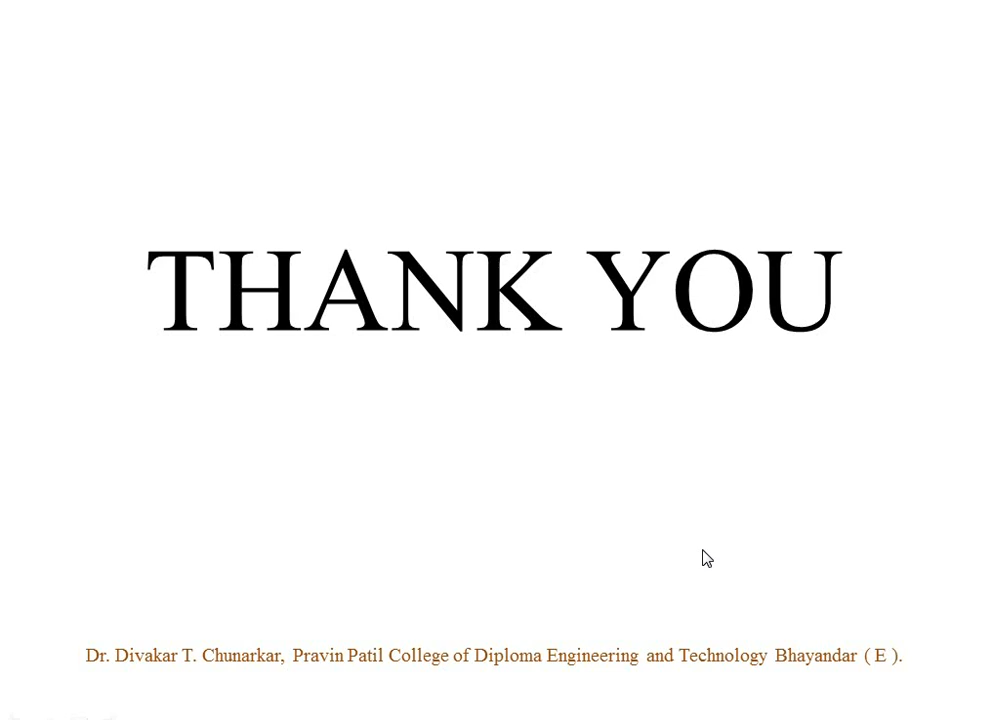 THANK YOU
Dr. Divakar T. Chunarkar, Pravin Patil College of Diploma Engineering and Technology Bhayandar ( E ).